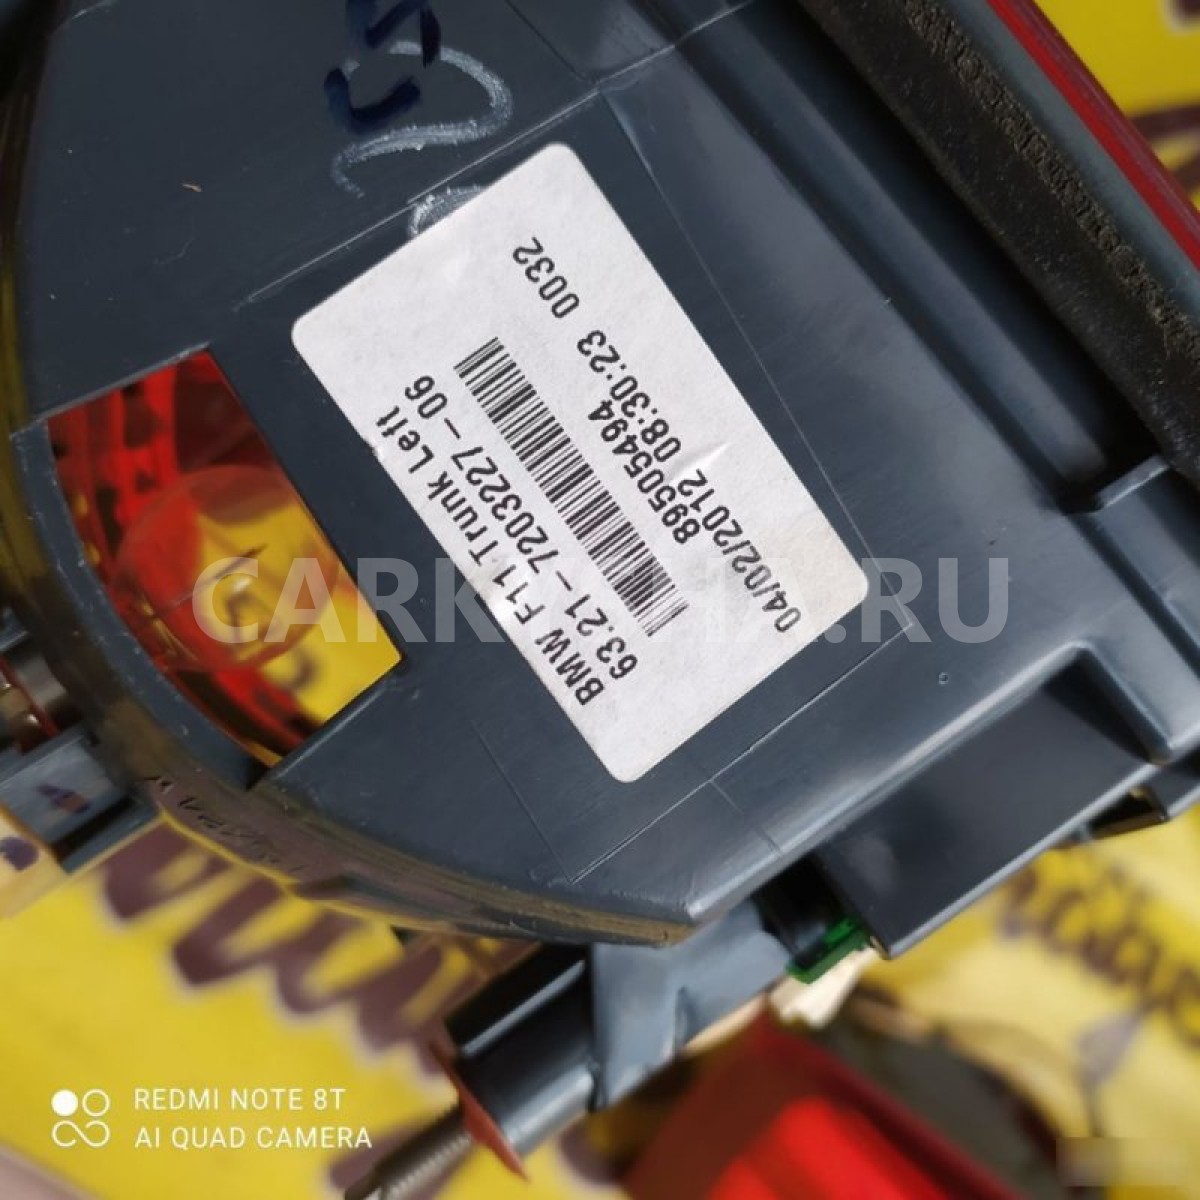 BMW F11 Trunk Left
63.21-7203227-06
895054494
04/02/2012 08:30:23 0032
CARK
.RU
REDMI NOTE 8T
AI QUAD CAMERA